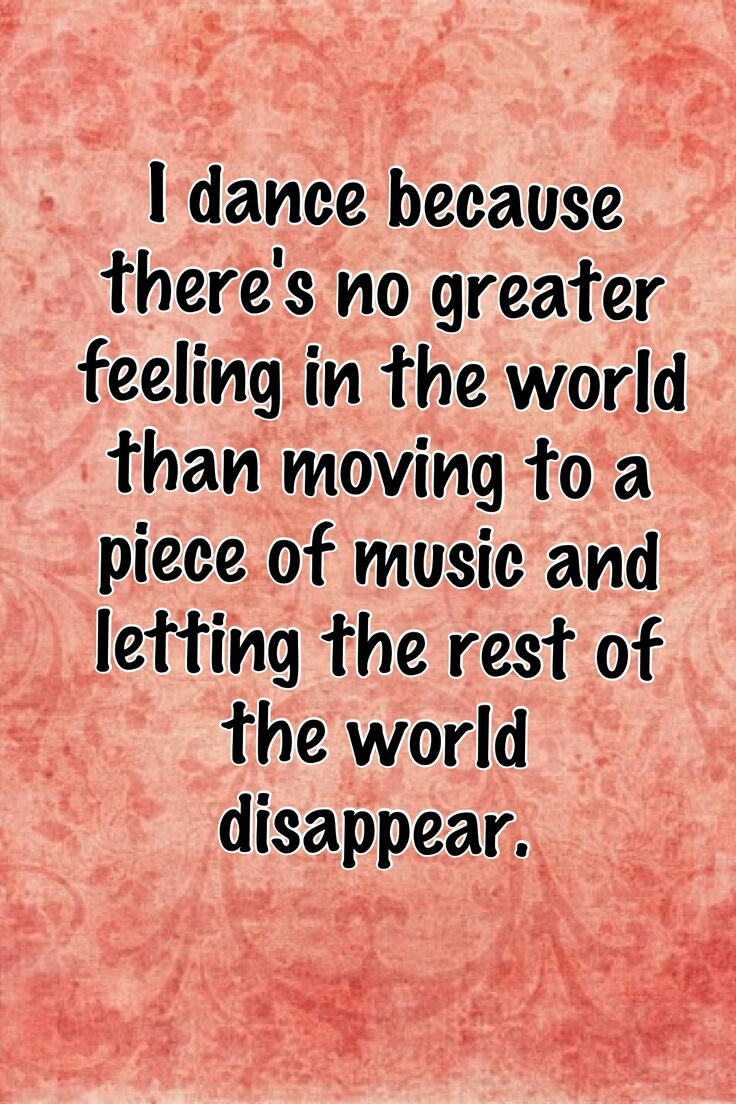 I dance because
there's no greater
feeling in the world
than moving to a
piece of music and
letting the rest of
the world
disappear.